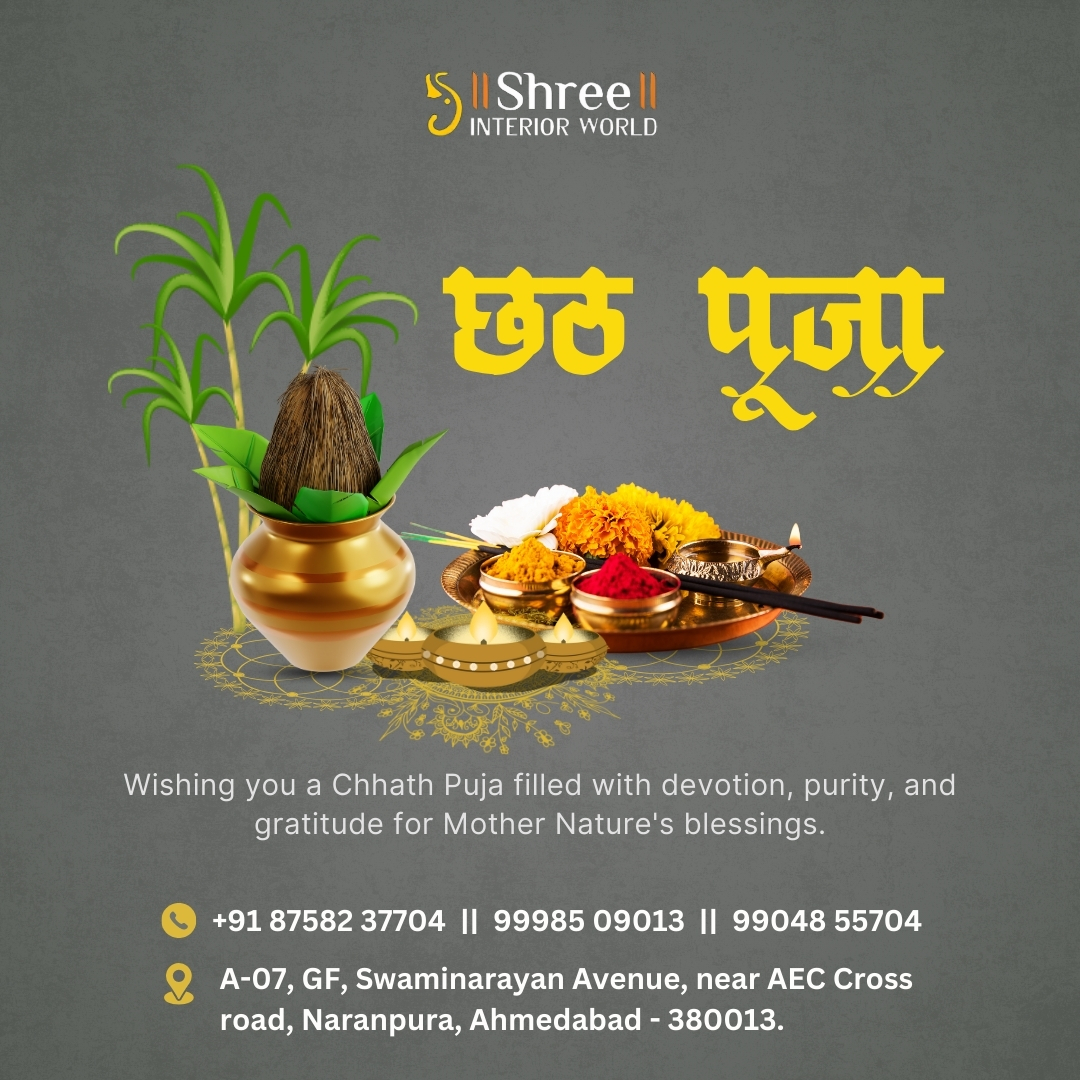 ||Shree||
INTERIOR WORLD
छठ पूजा
Wishing you a Chhath Puja filled with devotion, purity, and
gratitude for Mother Nature's blessings.
+91 87582 37704 || 99985 09013 || 99048 55704
A-07, GF, Swaminarayan Avenue, near AEC Cross
road, Naranpura, Ahmedabad - 380013.